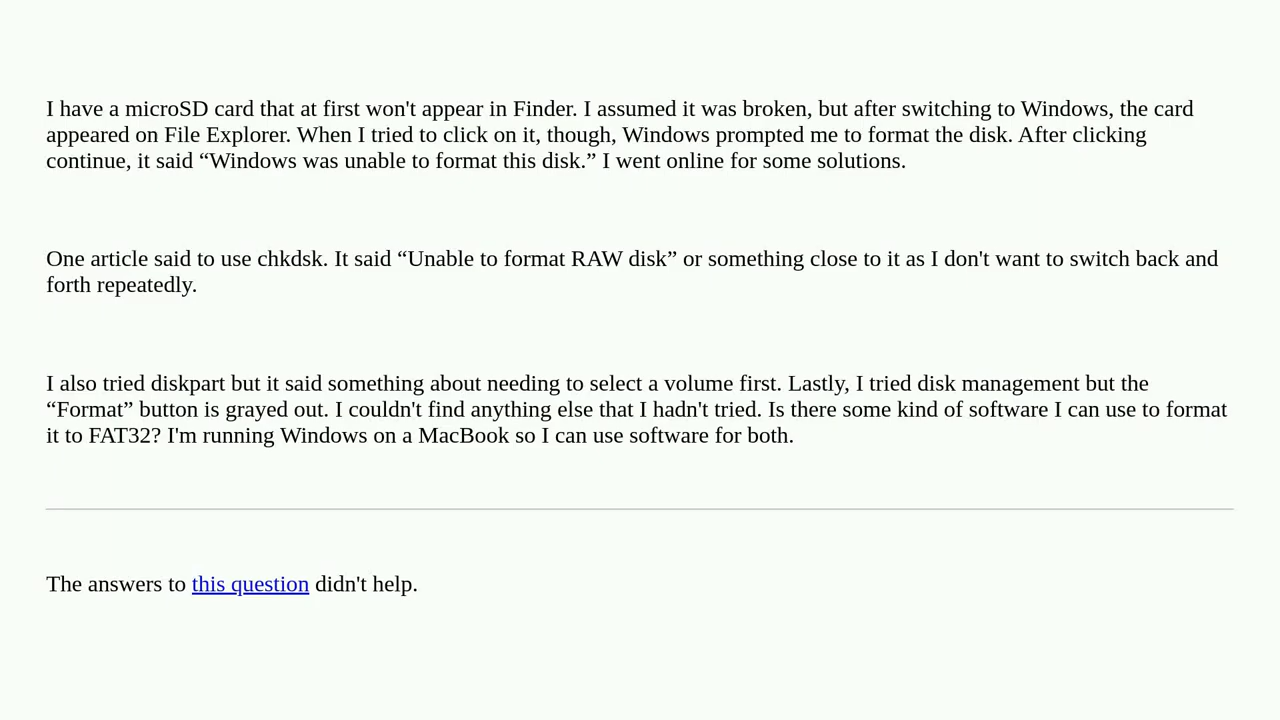 I have a microSD card that at first won't appear in Finder. I assumed it was broken, but after switching to Windows, the card
appeared on File Explorer. When I tried to click on it, though, Windows prompted me to format the disk. After clicking
continue, it said “Windows was unable to format this disk.” I went online for some solutions.
One article said to use chkdsk. It said “Unable to format RAW disk” or something close to it as I don't want to switch back and
forth repeatedly.
I also tried diskpart but it said something about needing to select a volume first. Lastly, I tried disk management but the
“Format” button is grayed out. I couldn't find anything else that I hadn't tried. Is there some kind of software I can use to format
it to FAT32? I'm running Windows on a MacBook so I can use software for both.
The answers to this question didn't help.